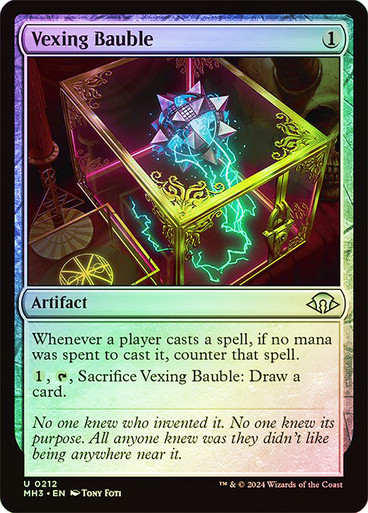 Vexing Bauble 1
Artifact
Whenever a player casts a spell, if no mana
was spent to cast it, counter that spell.
1, , Sacrifice Vexing Bauble: Draw a
card.
No one knew who invented it. No one knew its
purpose. All anyone knew was they didn't like
being anywhere near it.
U 0212
MH3 • EN Tony Foti
™ & © 2024 Wizards of the Coast